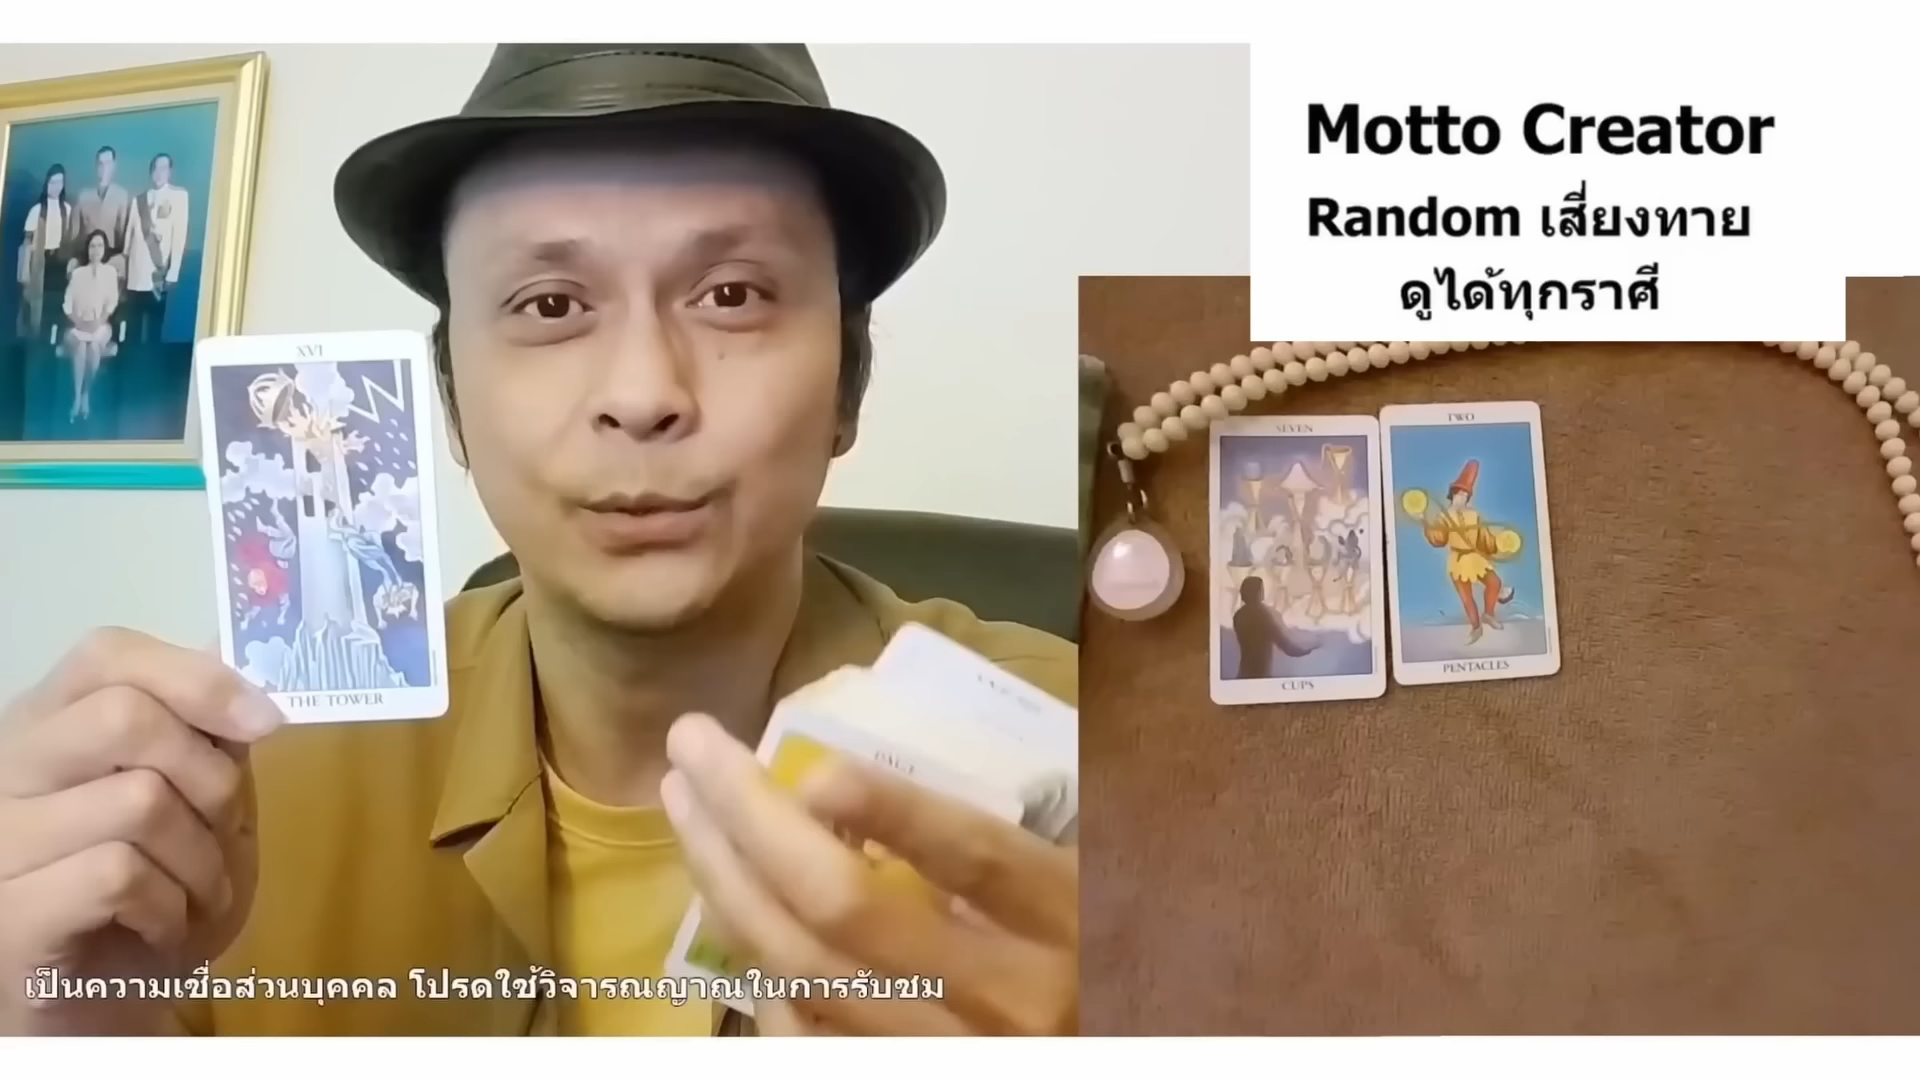 Motto Creator
Random เสี่ยงทาย
ดูได้ทุกราศี
XVI
THE TOWER
SEVEN
CUPS
TWO
PENTACLES
PAGE
เป็นความเชื่อส่วนบุคคล โปรดใช้วิจารณญาณในการรับชม